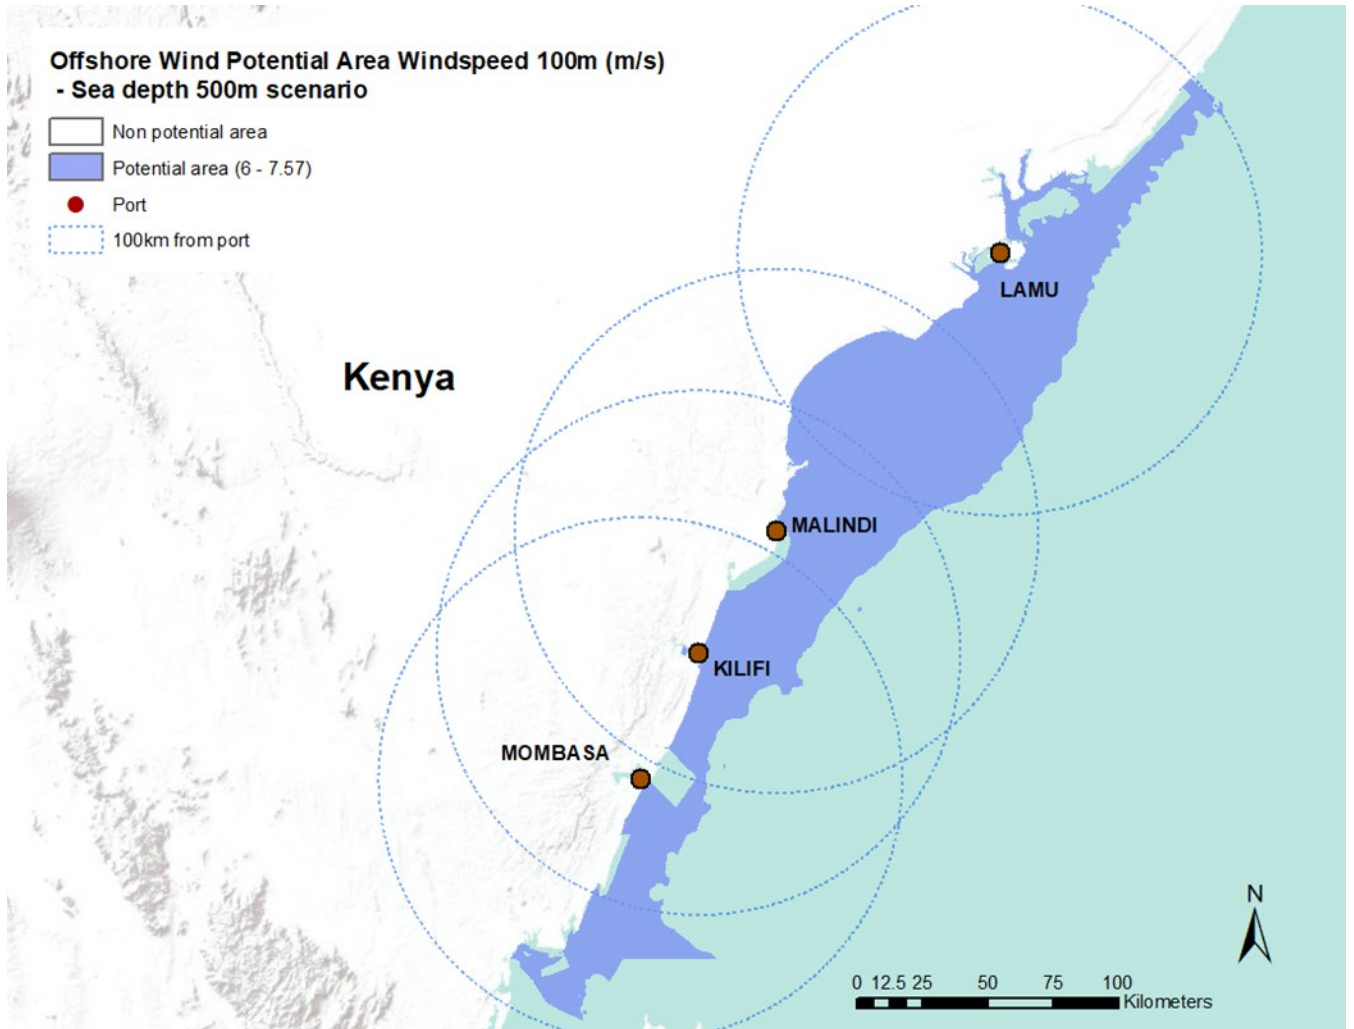 Offshore Wind Potential Area Windspeed 100m (m/s)
- Sea depth 500m scenario
Non potential area
Potential area (6 - 7.57)
Port
100km from port
LAMU
Kenya
MALINDI
KILIFI
MOMBASA
N
0 12.5 25 50 75 100
Kilometers